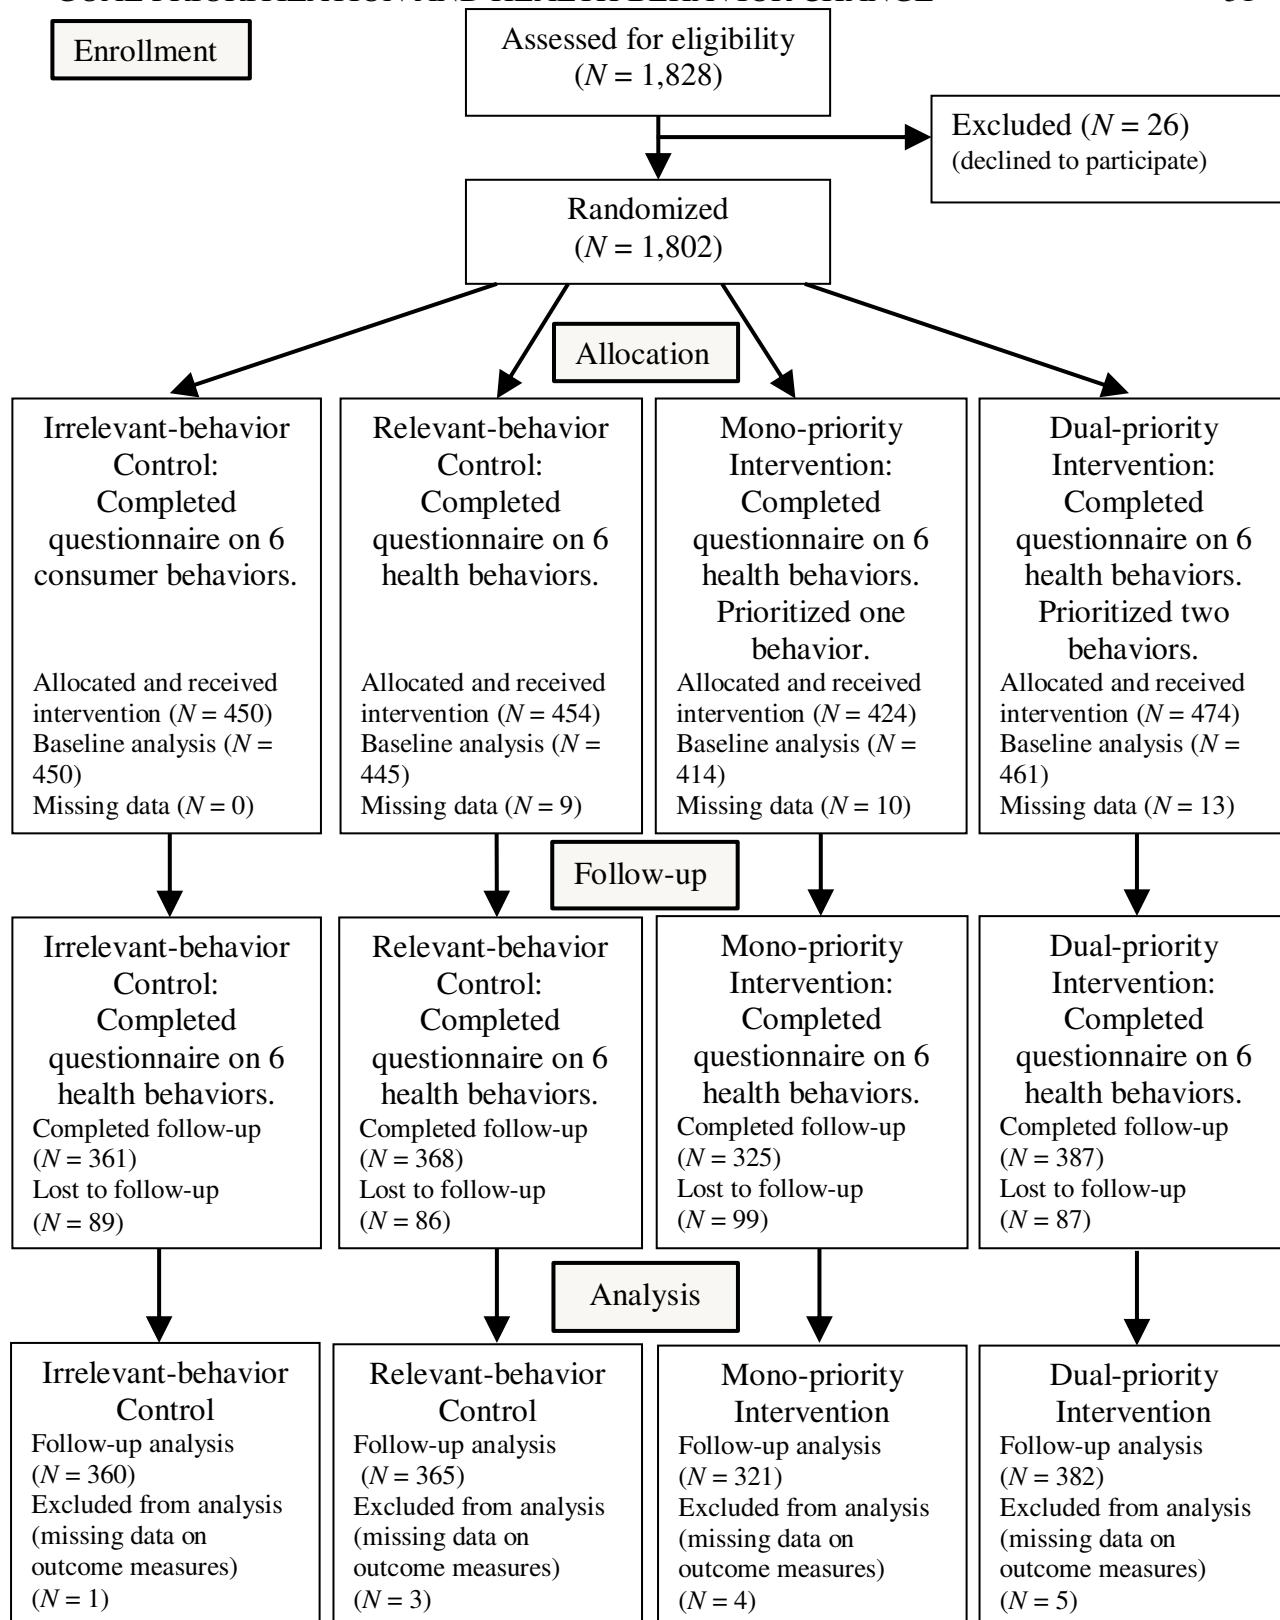 GOAL PRIORITIZATION AND HEALTH BEHAVIOR CHANGE
Enrollment
Assessed for eligibility
(N = 1,828)
Excluded (N = 26)
(declined to participate)
Randomized
(N = 1,802)
Allocation
Irrelevant-behavior
Control:
Completed
questionnaire on 6
consumer behaviors.
Allocated and received
intervention (N = 450)
Baseline analysis (N =
450)
Missing data (N = 0)
Relevant-behavior
Control:
Completed
questionnaire on 6
health behaviors.
Allocated and received
intervention (N = 454)
Baseline analysis (N =
445)
Missing data (N = 9)
Mono-priority
Intervention:
Completed
questionnaire on 6
health behaviors.
Prioritized one
behavior.
Allocated and received
intervention (N = 424)
Baseline analysis (N =
414)
Missing data (N = 10)
Dual-priority
Intervention:
Completed
questionnaire on 6
health behaviors.
Prioritized two
behaviors.
Allocated and received
intervention (N = 474)
Baseline analysis (N =
461)
Missing data (N = 13)
Follow-up
Irrelevant-behavior
Control:
Completed
questionnaire on 6
health behaviors.
Completed follow-up
(N = 361)
Lost to follow-up
(N = 89)
Relevant-behavior
Control:
Completed
questionnaire on 6
health behaviors.
Completed follow-up
(N = 368)
Lost to follow-up
(N = 86)
Mono-priority
Intervention:
Completed
questionnaire on 6
health behaviors.
Completed follow-up
(N = 325)
Lost to follow-up
(N = 99)
Dual-priority
Intervention:
Completed
questionnaire on 6
health behaviors.
Completed follow-up
(N = 387)
Lost to follow-up
(N = 87)
Analysis
Irrelevant-behavior
Control
Follow-up analysis
(N = 360)
Excluded from analysis
(missing data on
outcome measures)
(N = 1)
Relevant-behavior
Control
Follow-up analysis
(N = 365)
Excluded from analysis
(missing data on
outcome measures)
(N = 3)
Mono-priority
Intervention
Follow-up analysis
(N = 321)
Excluded from analysis
(missing data on
outcome measures)
(N = 4)
Dual-priority
Intervention
Follow-up analysis
(N = 382)
Excluded from analysis
(missing data on
outcome measures)
(N = 5)